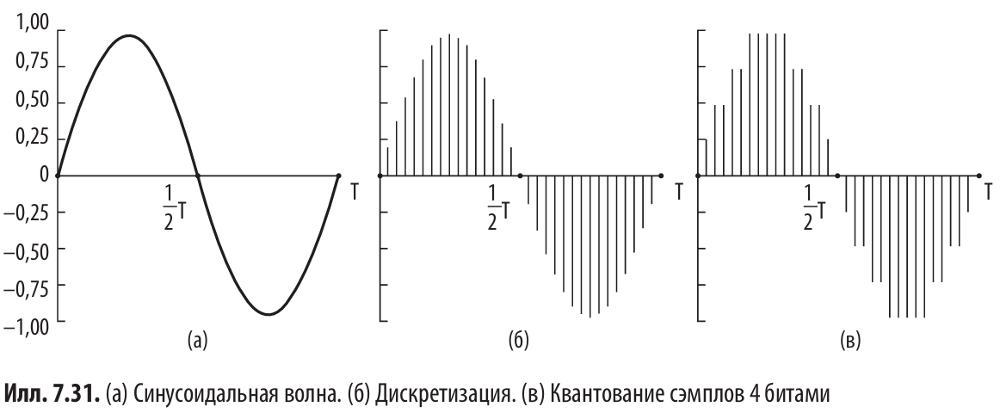 1,00
0,75
0,50
0,25
0
–0,25
–0,50
–0,75
–1,00
1
2
T
T
(а)
1
2
T
T
(б)
1
2
T
T
(в)
Илл. 7.31. (а) Синусоидальная волна. (б) Дискретизация. (в) Квантование сэмплов 4 битами